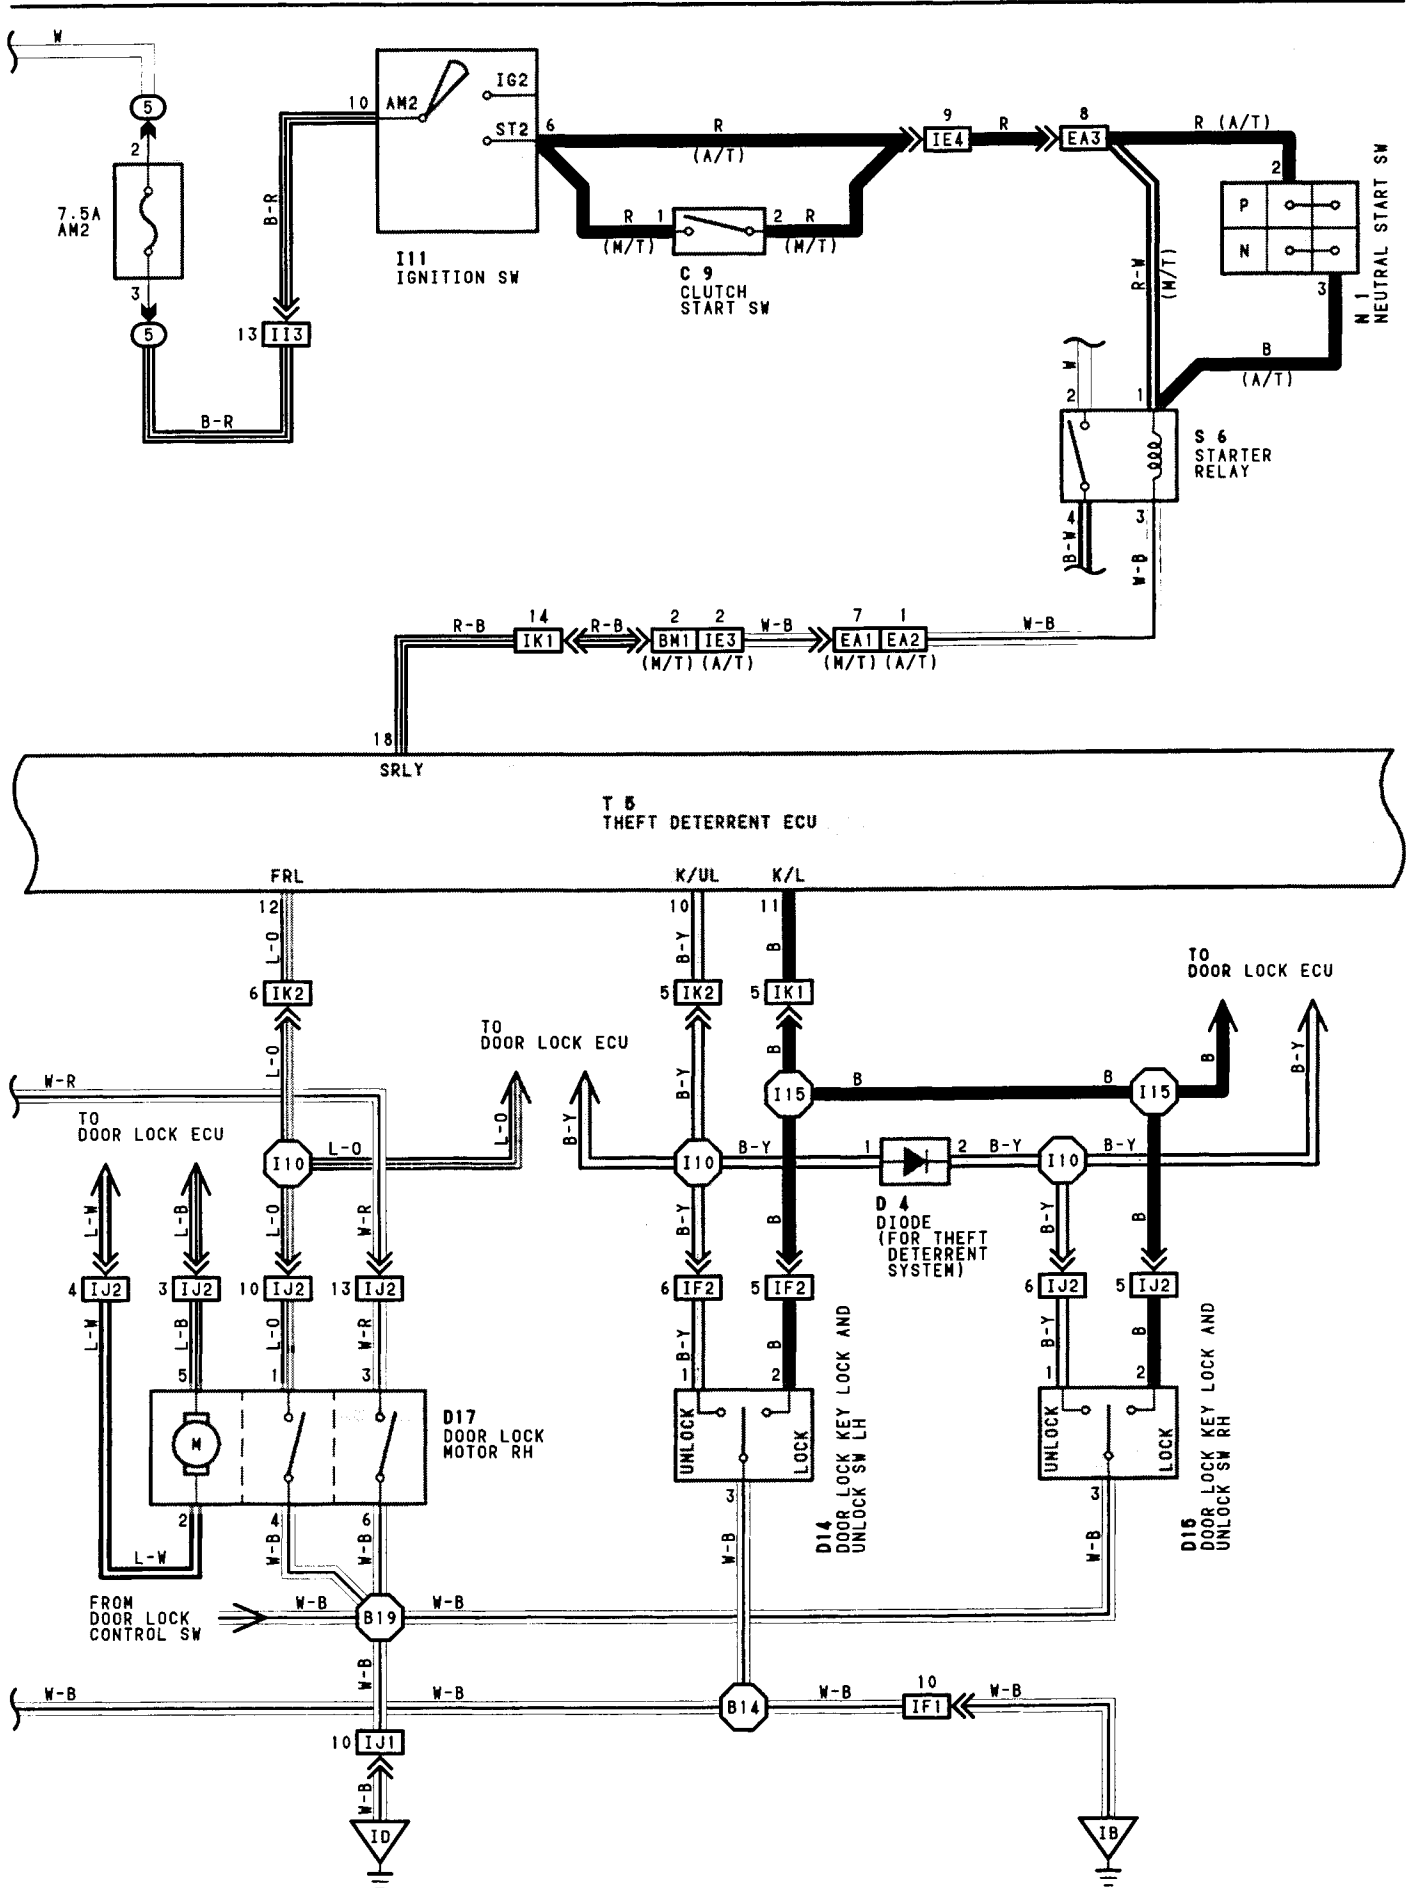 W
5
2
7.5A
AM2
3
5
B-R
B-R
13 II3
10 AM2
IG2
ST2
6
I11
IGNITION SW
R
(A/T)
R 1
(M/T)
2 R
(M/T)
C 9
CLUTCH
START SW
9
IE4
R
8
EA3
R (A/T)
2
P
N
3
N 1
NEUTRAL START SW
R-W
(M/T)
B
(A/T)
W
2
1
S 6
STARTER
RELAY
4
3
B-W
W-B
R-B
14
IK1
R-B
2 2
BM1 IE3
(M/T) (A/T)
W-B
7 1
EA1 EA2
(M/T) (A/T)
W-B
18
SRLY
T 5
THEFT DETERRENT ECU
FRL
K/UL
K/L
12
10
11
L-O
B-Y
B
6 IK2
5 IK2
5 IK1
TO
DOOR LOCK ECU
TO
DOOR LOCK ECU
L-O
B-Y
B
B
B-Y
W-R
I15
B
B
I15
TO
DOOR LOCK ECU
L-O
B-Y
I10
L-O
I10
B-Y
1
2
B-Y
I10
B-Y
D 4
DIODE
(FOR THEFT
DETERRENT
SYSTEM)
L-W
L-B
L-O
W-R
B-Y
B
B-Y
B
4 IJ2
3 IJ2
10 IJ2
13 IJ2
6 IF2
5 IF2
6 IJ2
5 IJ2
L-W
L-B
L-O
W-R
B-Y
B
B-Y
B
5
1
3
1
2
1
2
M
D17
DOOR LOCK
MOTOR RH
UNLOCK
LOCK
D14
DOOR LOCK KEY LOCK AND
UNLOCK SW LH
UNLOCK
LOCK
D15
DOOR LOCK KEY LOCK AND
UNLOCK SW RH
2
4
6
3
3
L-W
W-B
W-B
W-B
W-B
FROM
DOOR LOCK
CONTROL SW
W-B
B19
W-B
W-B
W-B
W-B
B14
W-B
10
IF1
W-B
10 IJ1
W-B
ID
IB